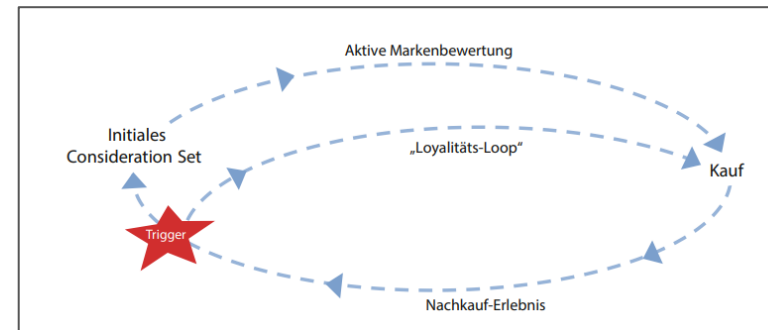 Aktive Markenbewertung
Initiales
Consideration Set
„Loyalitäts-Loop“
Kauf
Trigger
Nachkauf-Erlebnis